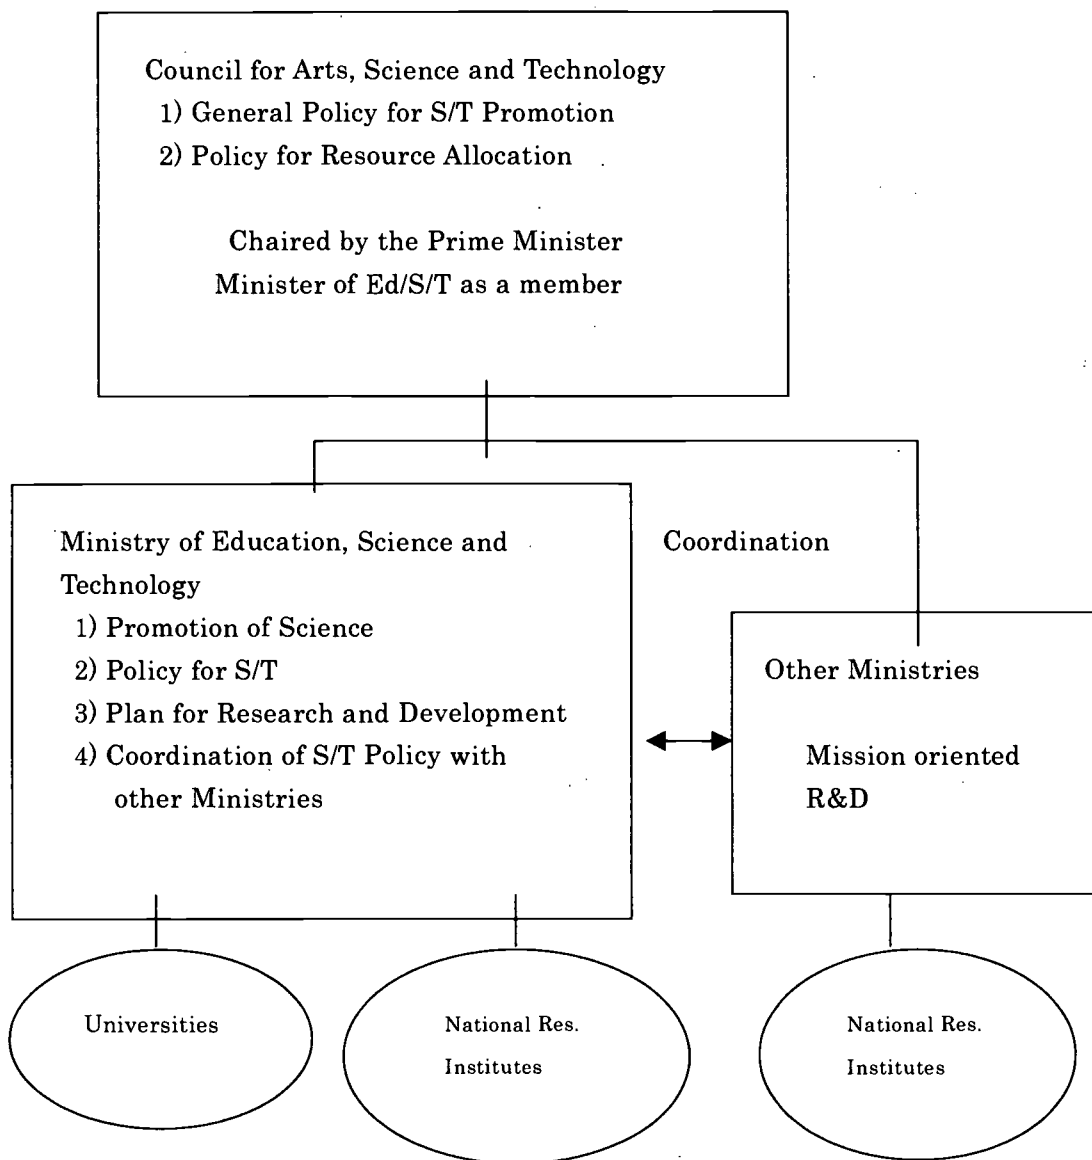 Council for Arts, Science and Technology
1) General Policy for S/T Promotion
2) Policy for Resource Allocation
Chaired by the Prime Minister
Minister of Ed/S/T as a member
Ministry of Education, Science and
Technology
1) Promotion of Science
2) Policy for S/T
3) Plan for Research and Development
4) Coordination of S/T Policy with
other Ministries
Coordination
Other Ministries
Mission oriented
R&D
Universities
National Res.
Institutes
National Res.
Institutes